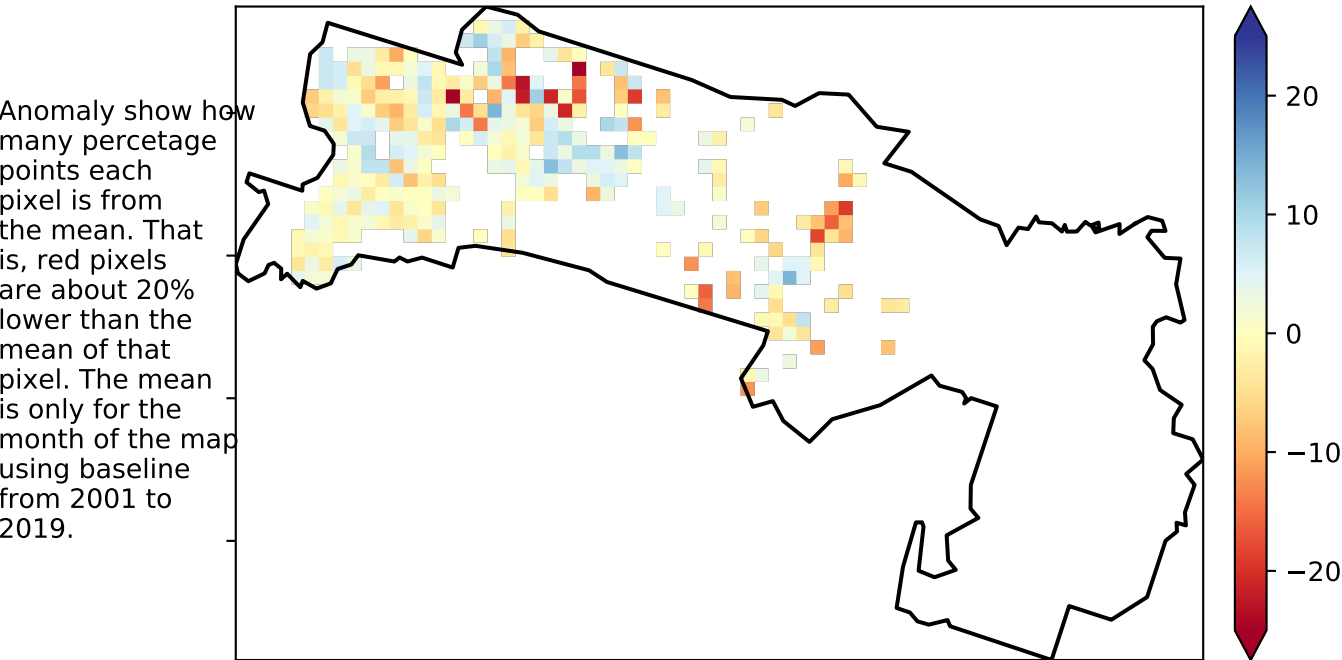 Anomaly show how
many percetage
points each
pixel is from
the mean. That
is, red pixels
are about 20%
lower than the
mean of that
pixel. The mean
is only for the
month of the map
using baseline
from 2001 to
2019.
20
10
0
−10
−20